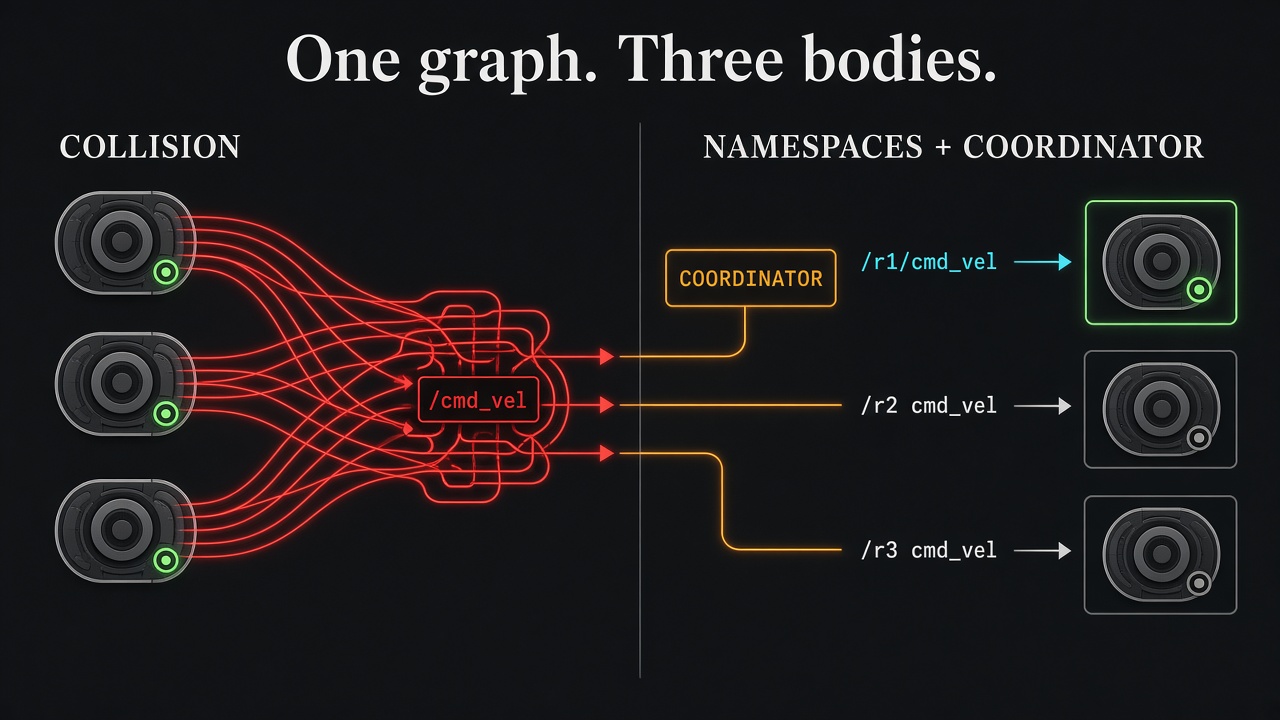 One graph. Three bodies.
COLLISION
/cmd_vel
NAMESPACES + COORDINATOR
COORDINATOR
/r1/cmd_vel
/r2 cmd_vel
/r3 cmd_vel